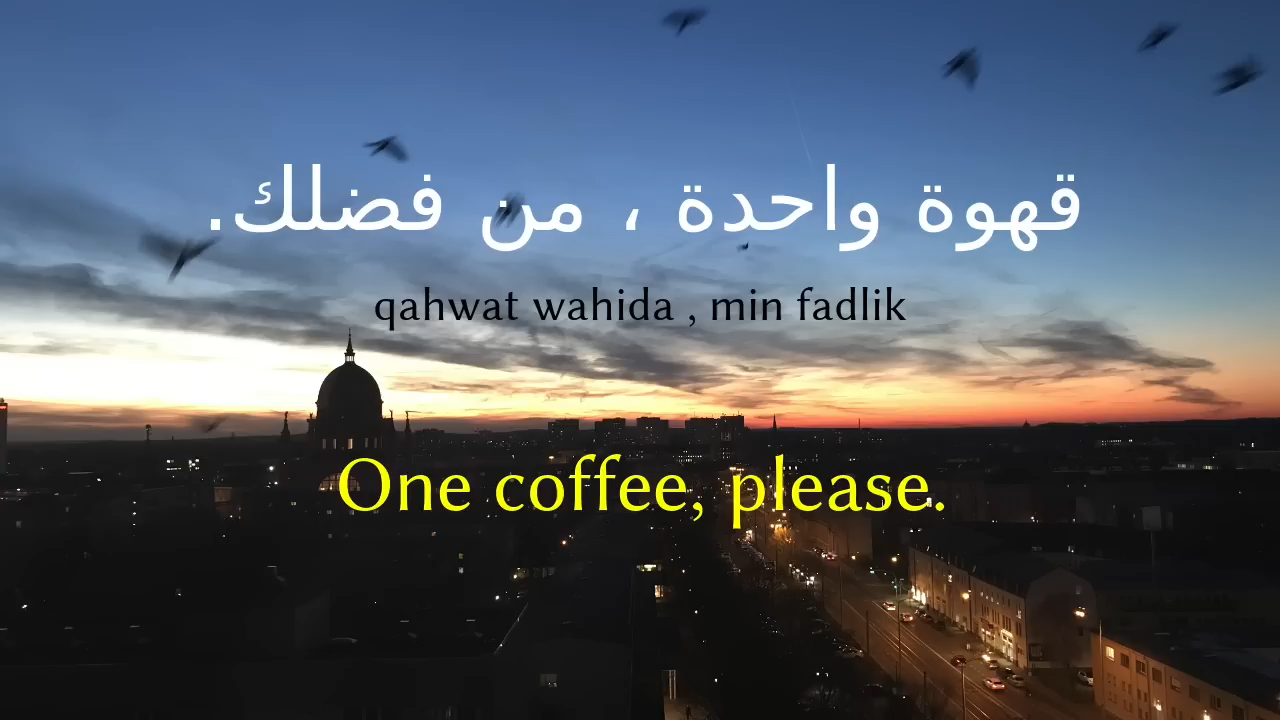 قهوة واحدة ، من فضلك.
qahwat wahida , min fadlik
One coffee, please.